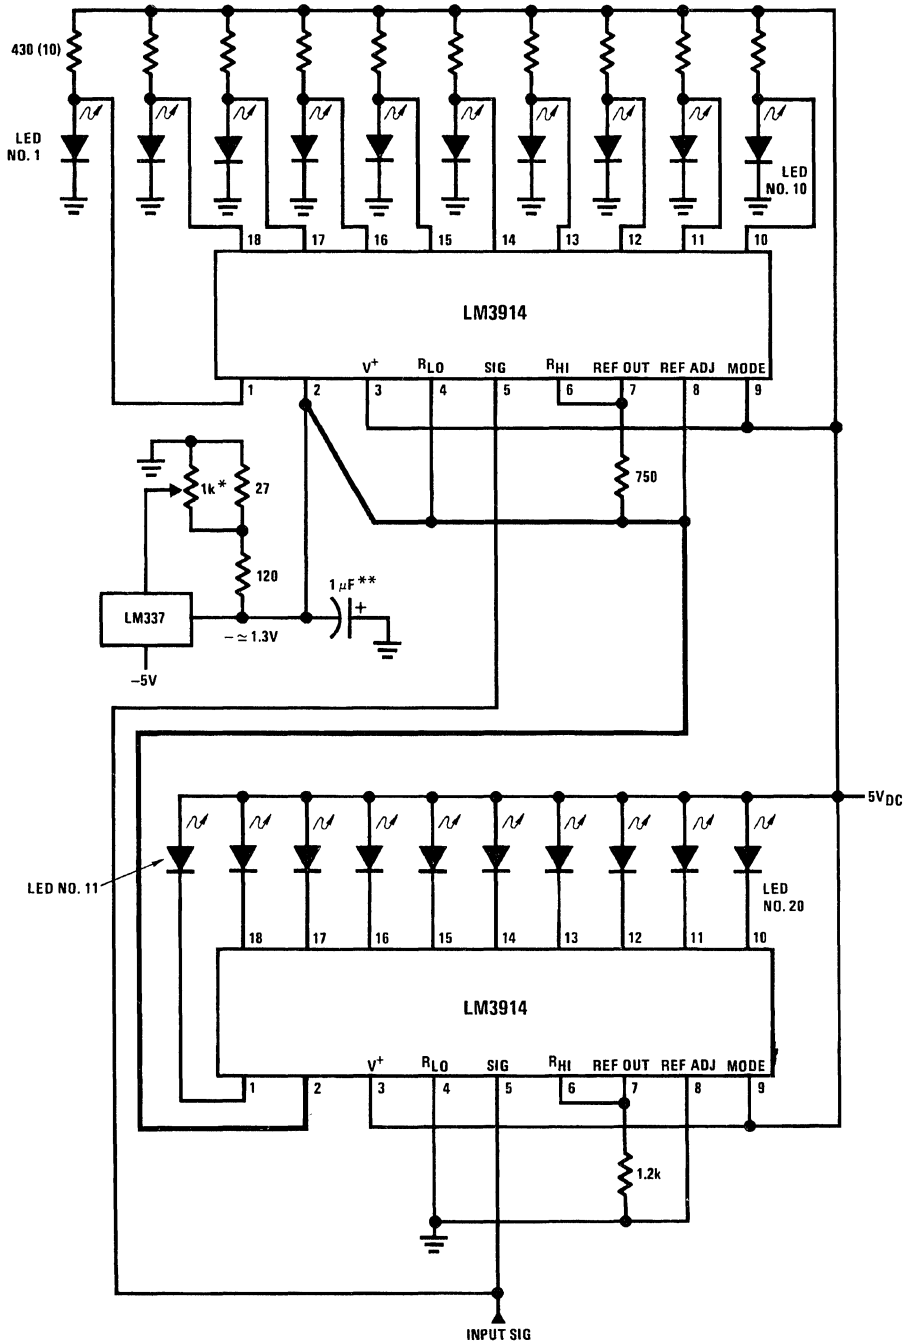 430 (10)
LED
NO. 1
LED
NO. 10
18 17 16 15 14 13 12 11 10
LM3914
V+ RLO SIG RHI REF OUT REF ADJ MODE
1 2 3 4 5 6 7 8 9
1k* 27
750
120
1 μF**
+
LM337
− ≃ 1.3V
−5V
5VDC
LED NO. 11
LED
NO. 20
18 17 16 15 14 13 12 11 10
LM3914
V+ RLO SIG RHI REF OUT REF ADJ MODE
1 2 3 4 5 6 7 8 9
1.2k
INPUT SIG